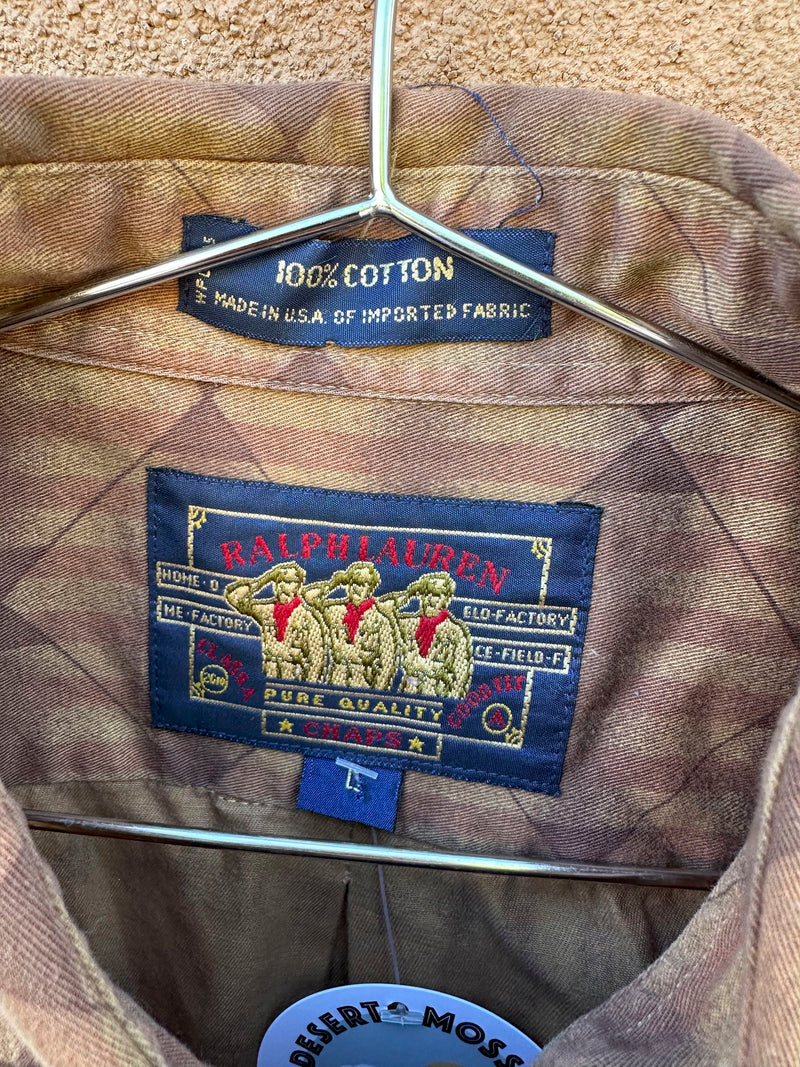 100% COTTON
MADE IN U.S.A. OF IMPORTED FABRIC
RALPH LAUREN
HOME-O
ME-FACTORY
ELD-FACTORY
CE-FIELD-F
PURE QUALITY
CHAPS
L
DESERT MOSS